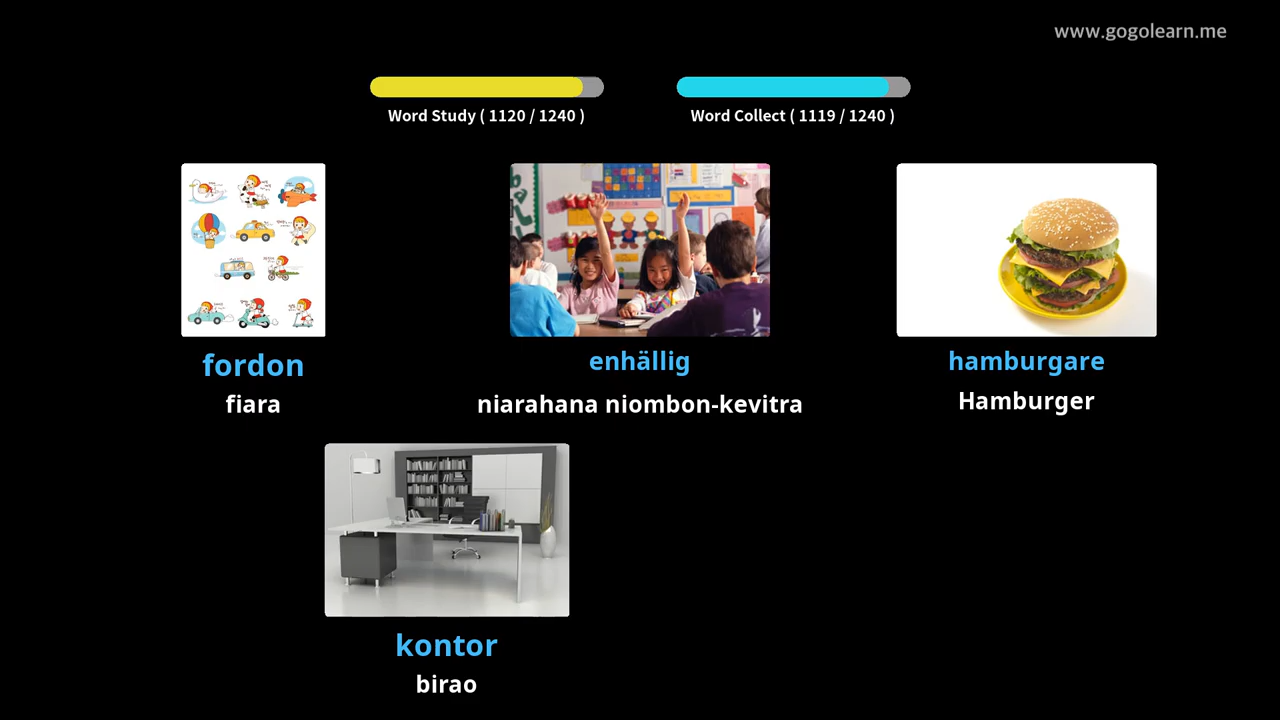 www.gogolearn.me
Word Study ( 1120 / 1240 )
Word Collect ( 1119 / 1240 )
fordon
fiara
enhällig
niarahana niombon-kevitra
hamburgare
Hamburger
kontor
birao